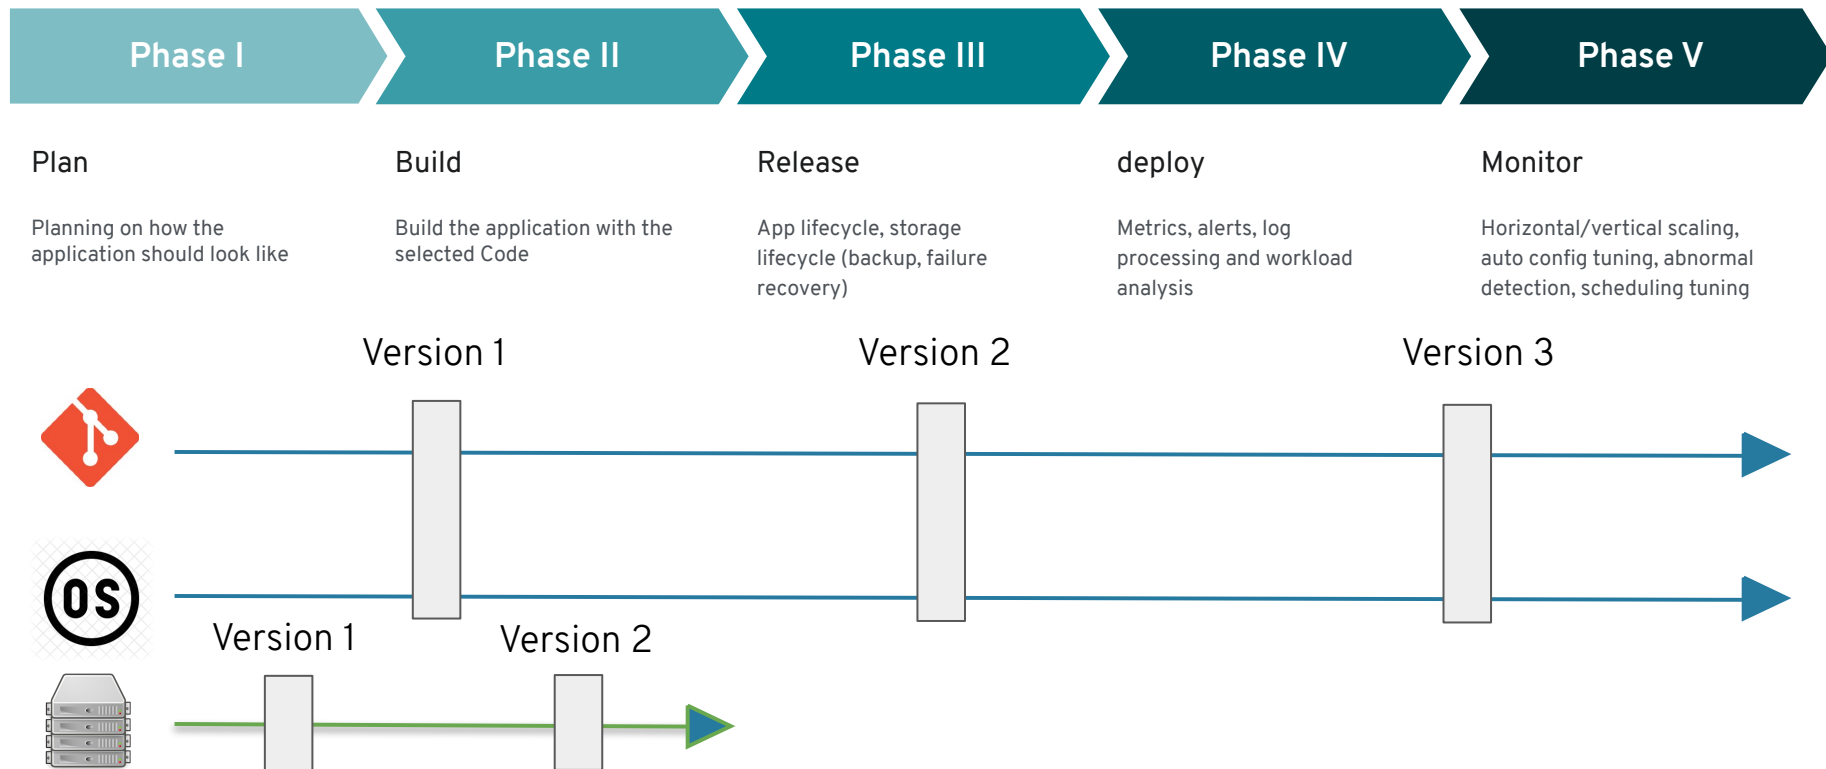 Phase I
Phase II
Phase III
Phase IV
Phase V
Plan
Planning on how the
application should look like
Build
Build the application with the
selected Code
Release
App lifecycle, storage
lifecycle (backup, failure
recovery)
deploy
Metrics, alerts, log
processing and workload
analysis
Monitor
Horizontal/vertical scaling,
auto config tuning, abnormal
detection, scheduling tuning
Version 1
Version 2
Version 3
OS
Version 1
Version 2